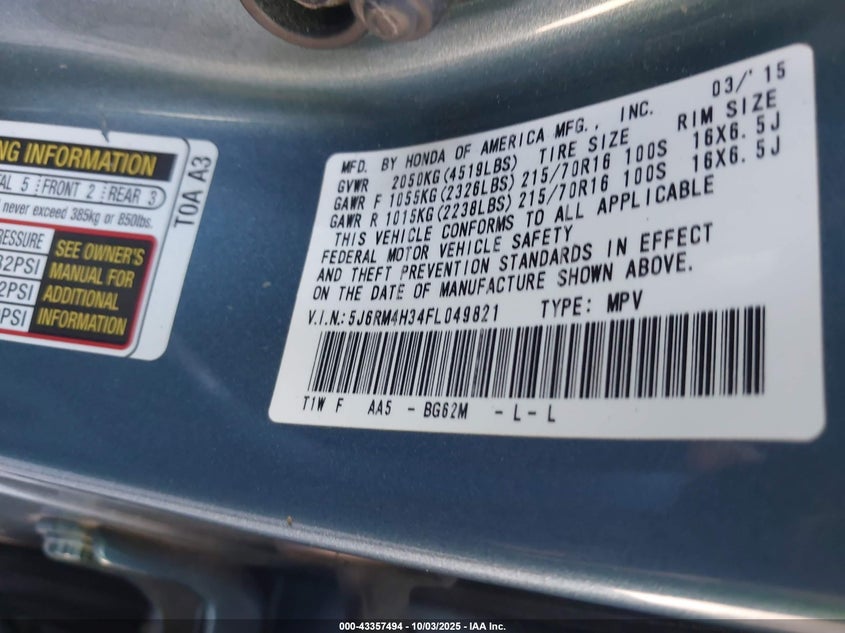 NG INFORMATION
TAL 5 FRONT 2 REAR 3
never exceed 385kg or 850lbs.
RESSURE
SEE OWNER'S
MANUAL FOR
ADDITIONAL
INFORMATION
32PSI
2PSI
PSI
T0A A3
MFD. BY HONDA OF AMERICA MFG., INC. 03/'15
GVWR 2050KG(4519LBS) TIRE SIZE RIM SIZE
GAWR F 1055KG(2326LBS) 215/70R16 100S 16X6.5J
GAWR R 1015KG(2238LBS) 215/70R16 100S 16X6.5J
THIS VEHICLE CONFORMS TO ALL APPLICABLE
FEDERAL MOTOR VEHICLE SAFETY
AND THEFT PREVENTION STANDARDS IN EFFECT
ON THE DATE OF MANUFACTURE SHOWN ABOVE.
V.I.N.: 5J6RM4H34FL049821 TYPE: MPV
T1W F AA5 - BG62M - L - L
000-43357494 - 10/03/2025 - IAA Inc.